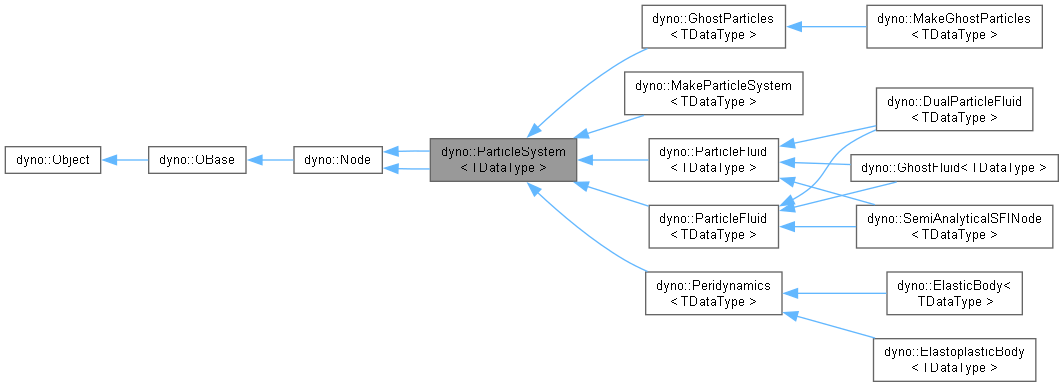 dyno::Object
dyno::OBase
dyno::Node
dyno::ParticleSystem
< TDataType >
dyno::GhostParticles
< TDataType >
dyno::MakeParticleSystem
< TDataType >
dyno::ParticleFluid
< TDataType >
dyno::ParticleFluid
< TDataType >
dyno::Peridynamics
< TDataType >
dyno::MakeGhostParticles
< TDataType >
dyno::DualParticleFluid
< TDataType >
dyno::GhostFluid< TDataType >
dyno::SemiAnalyticalSFINode
< TDataType >
dyno::ElasticBody<
TDataType >
dyno::ElastoplasticBody
< TDataType >